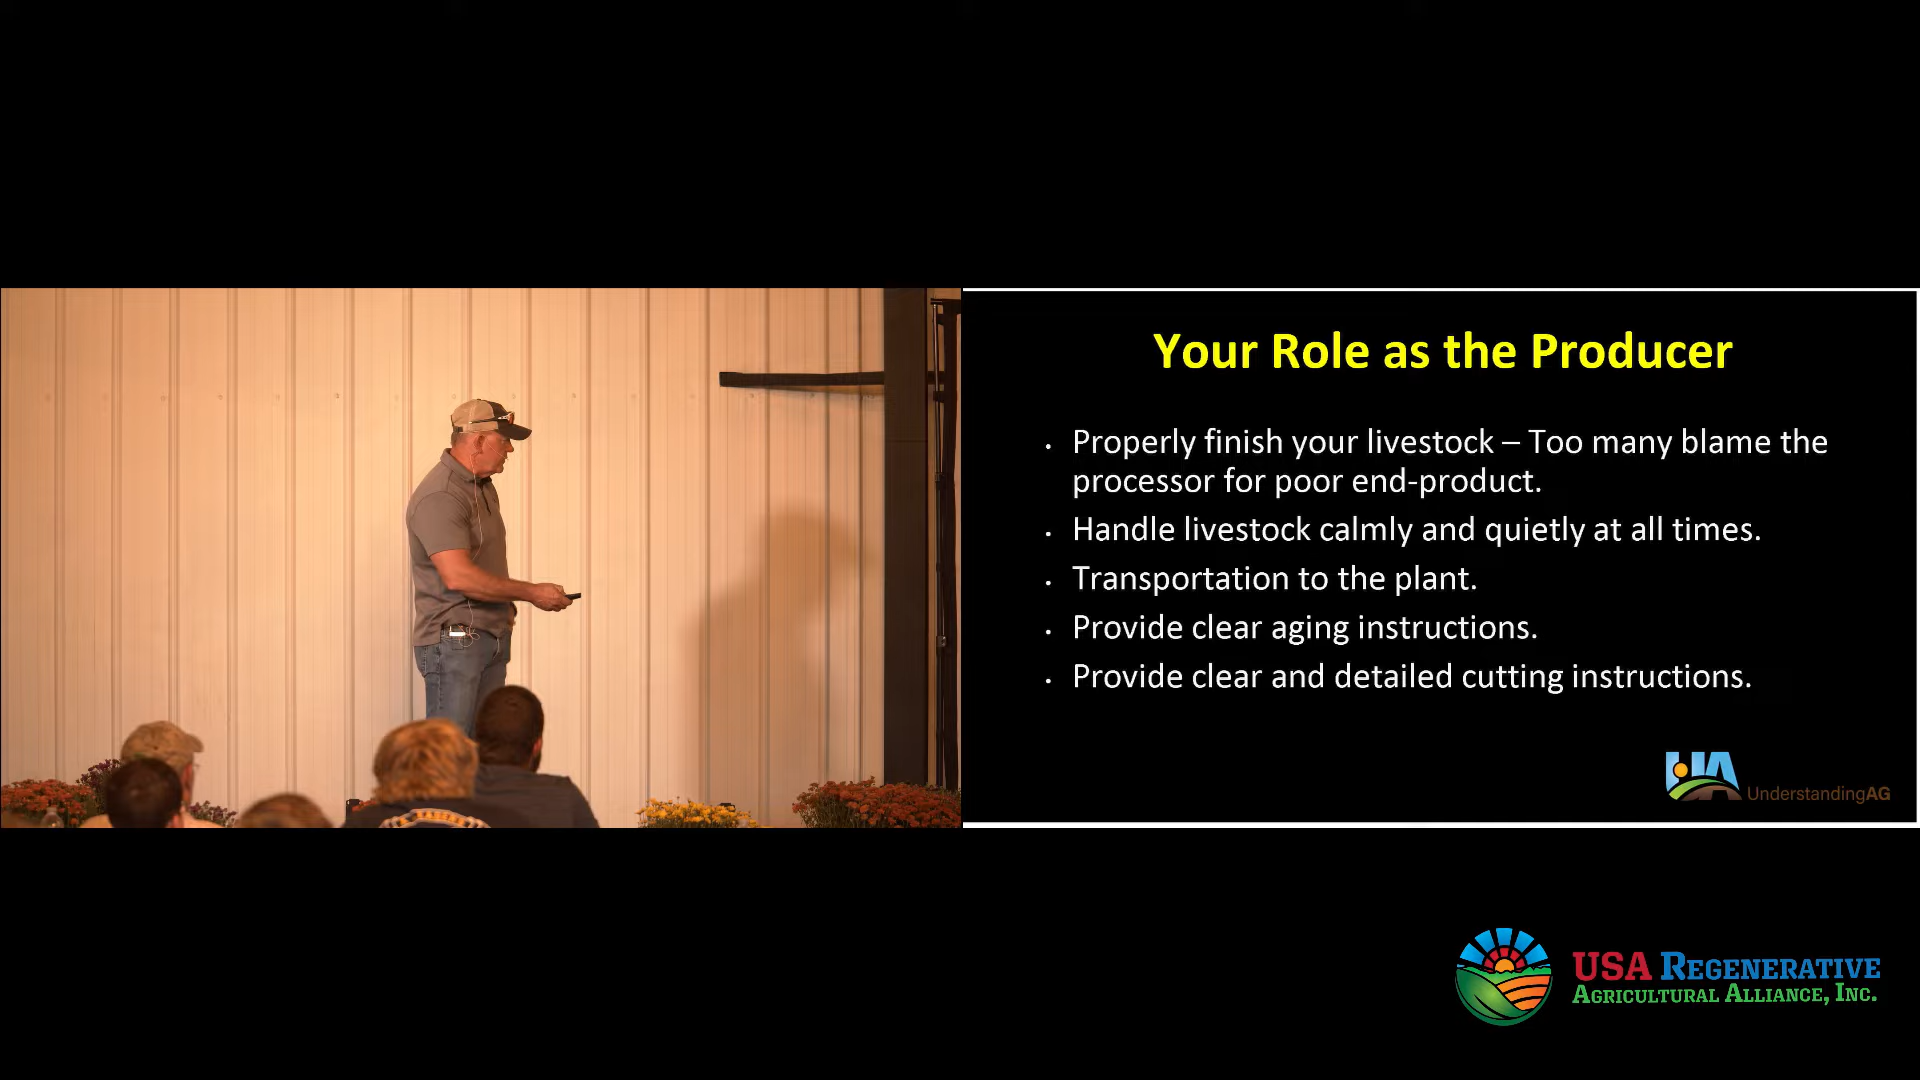 Your Role as the Producer
• Properly finish your livestock – Too many blame the
processor for poor end-product.
• Handle livestock calmly and quietly at all times.
• Transportation to the plant.
• Provide clear aging instructions.
• Provide clear and detailed cutting instructions.
UA UnderstandingAG
USA REGENERATIVE
AGRICULTURAL ALLIANCE, INC.